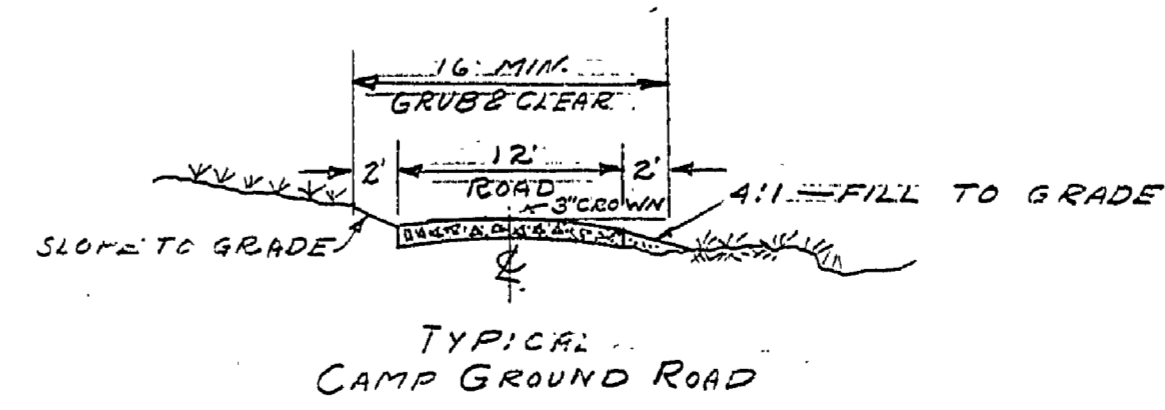 16' MIN.
GRUB & CLEAR
2' 12' 2'
ROAD
3" CROWN
4:1 FILL TO GRADE
SLOPE TO GRADE
℄
TYPICAL
CAMP GROUND ROAD